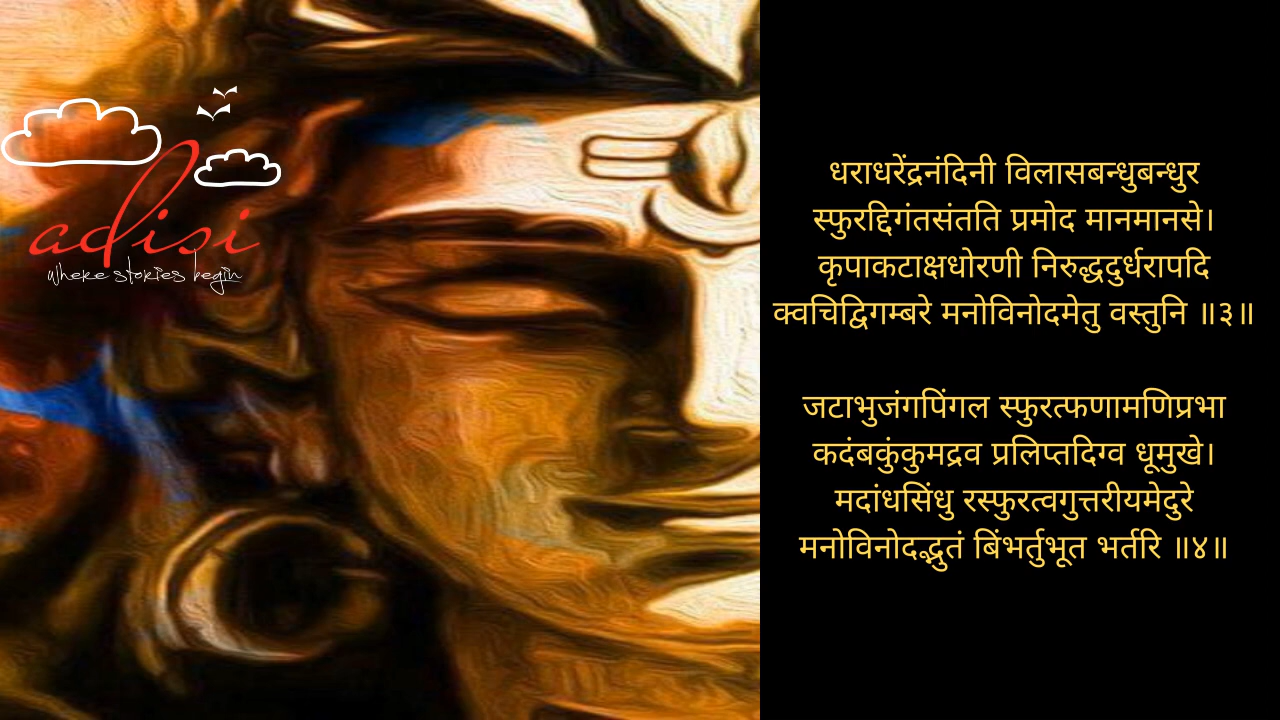 adisi
where stories begin
धराधरेंद्रनंदिनी विलासबन्धुबन्धुर
स्फुरद्दिगंतसंतति प्रमोद मानमानसे।
कृपाकटाक्षधोरणी निरुद्धदुर्धरापदि
क्वचिद्विगम्बरे मनोविनोदमेतु वस्तुनि ॥३॥
जटाभुजंगपिंगल स्फुरत्फणामणिप्रभा
कदंबकुंकुमद्रव प्रलिप्तदिग्व धूमुखे।
मदांधसिंधु रस्फुरत्वगुत्तरीयमेदुरे
मनोविनोदद्भुतं बिंभर्तुभूत भर्तरि ॥४॥